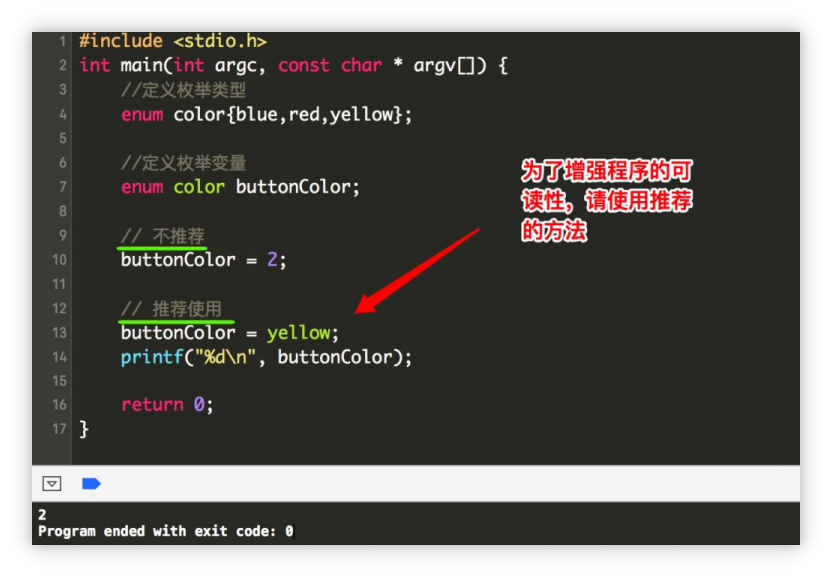 1 #include <stdio.h>
2 int main(int argc, const char * argv[]) {
3 //定义枚举类型
4 enum color{blue,red,yellow};
5
6 //定义枚举变量
7 enum color buttonColor;
8
9 // 不推荐
10 buttonColor = 2;
11
12 // 推荐使用
13 buttonColor = yellow;
14 printf("%d\n", buttonColor);
15
16 return 0;
17 }
为了增强程序的可
读性，请使用推荐
的方法
2
Program ended with exit code: 0